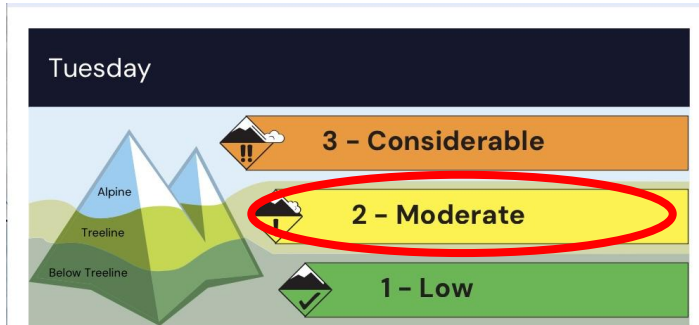 Tuesday
3 – Considerable
Alpine
2 – Moderate
Treeline
Below Treeline
1 – Low